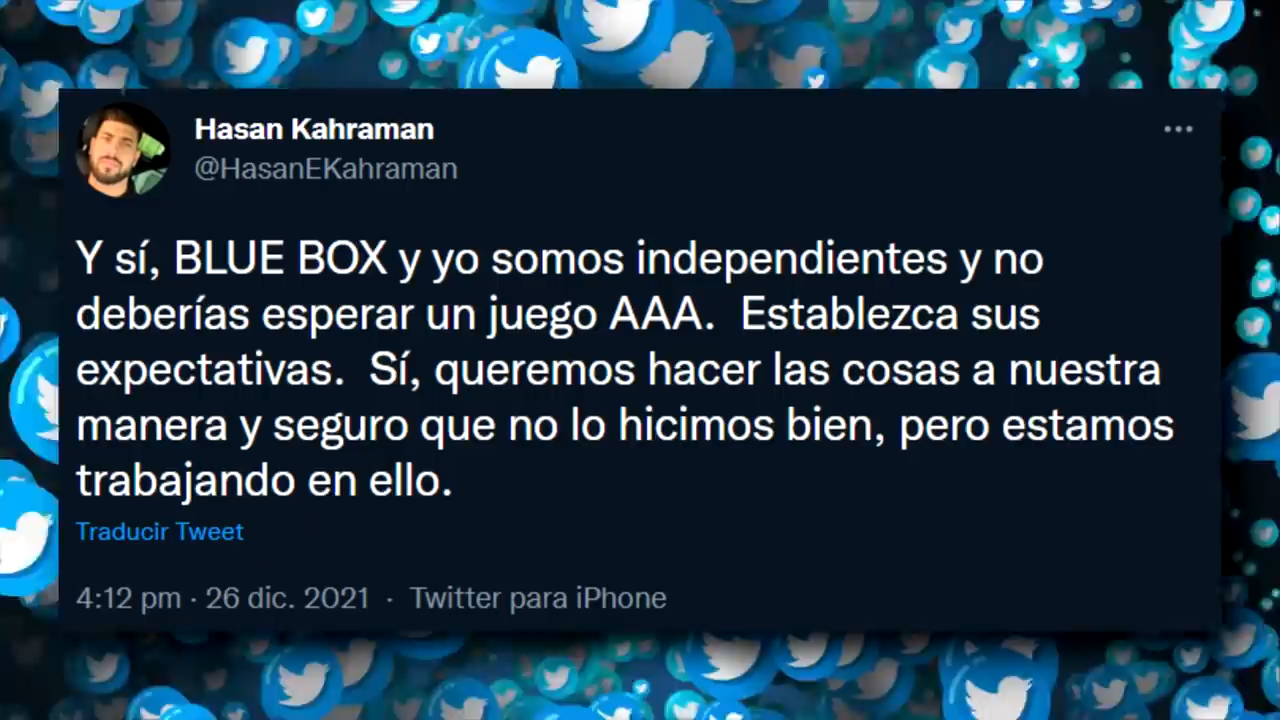 Hasan Kahraman
@HasanEKahraman
Y sí, BLUE BOX y yo somos independientes y no
deberías esperar un juego AAA.  Establezca sus
expectativas.  Sí, queremos hacer las cosas a nuestra
manera y seguro que no lo hicimos bien, pero estamos
trabajando en ello.
Traducir Tweet
4:12 pm · 26 dic. 2021  ·  Twitter para iPhone